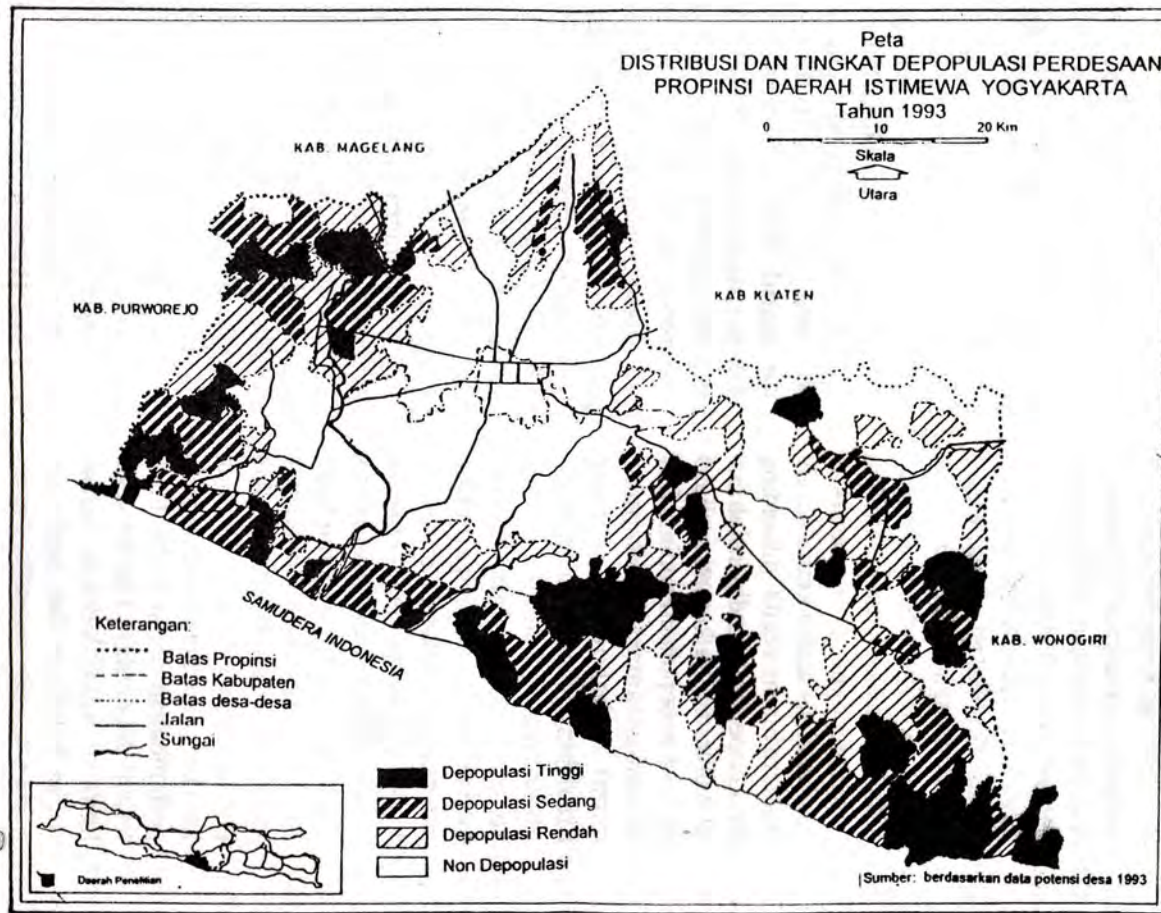 Peta
DISTRIBUSI DAN TINGKAT DEPOPULASI PERDESAAN
PROPINSI DAERAH ISTIMEWA YOGYAKARTA
Tahun 1993
0 10 20 Km
Skala
Utara
KAB. MAGELANG
KAB. PURWOREJO
KAB KLATEN
KAB. WONOGIRI
SAMUDERA INDONESIA
Keterangan:
Batas Propinsi
Batas Kabupaten
Batas desa-desa
Jalan
Sungai
Depopulasi Tinggi
Depopulasi Sedang
Depopulasi Rendah
Non Depopulasi
Daerah Penelitian
Sumber: berdasarkan data potensi desa 1993